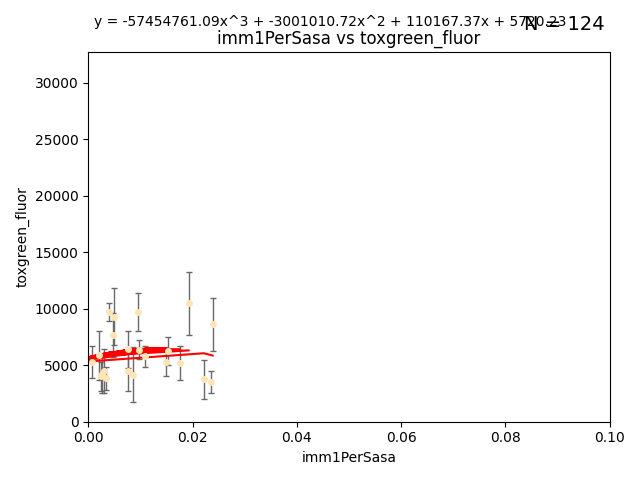 y = -57454761.09x^3 + -3001010.72x^2 + 110167.37x + 5720.23
N = 124
imm1PerSasa vs toxgreen_fluor
30000
25000
20000
15000
10000
5000
0
toxgreen_fluor
0.00 0.02 0.04 0.06 0.08 0.10
imm1PerSasa